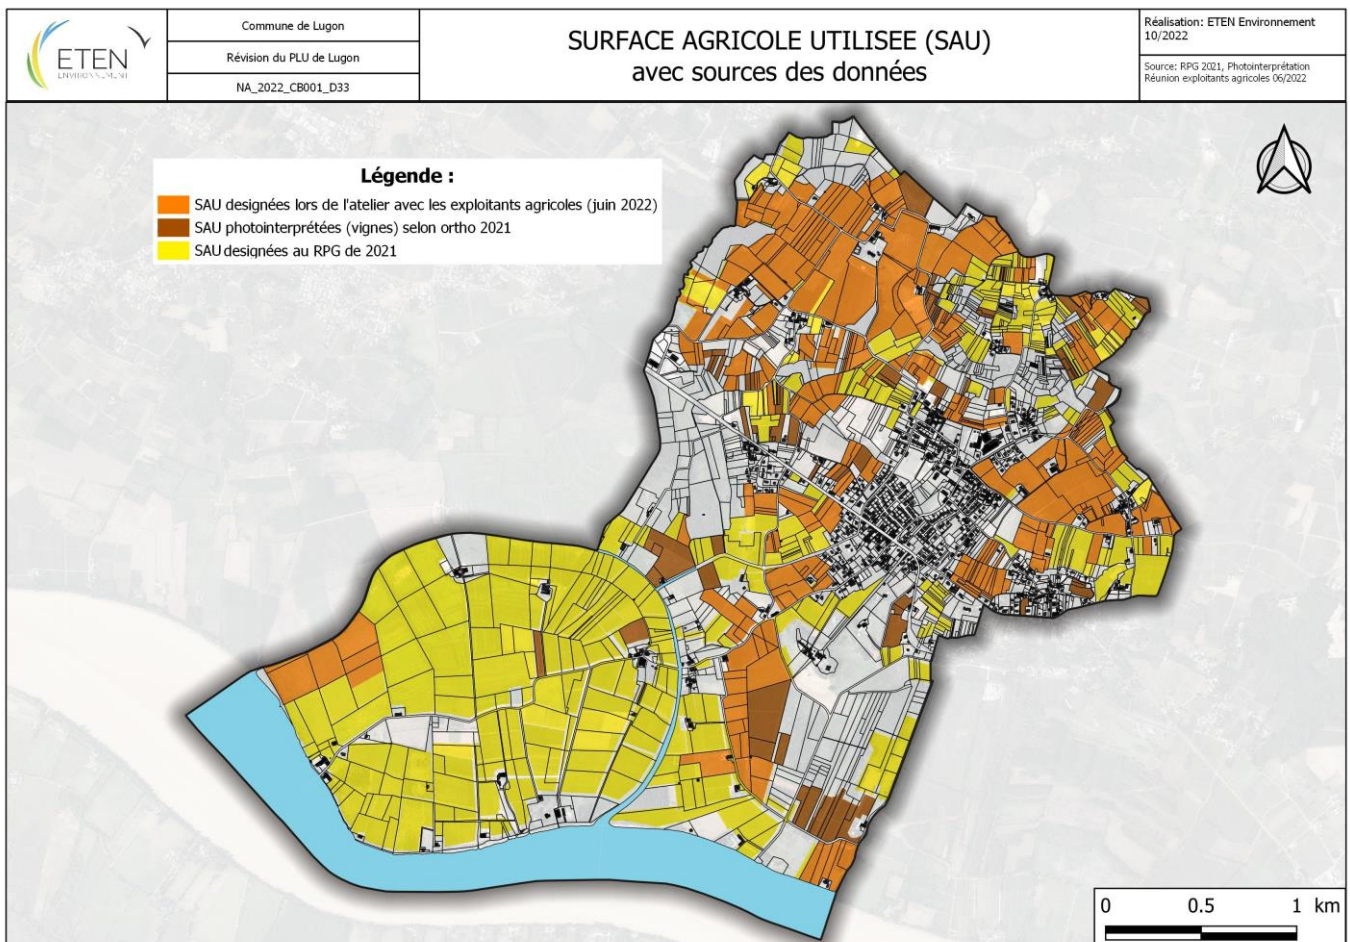 ETEN
ENVIRONNEMENT
Commune de Lugon
Révision du PLU de Lugon
NA_2022_CB001_D33
SURFACE AGRICOLE UTILISEE (SAU)
avec sources des données
Réalisation: ETEN Environnement
10/2022
Source: RPG 2021, Photointerprétation
Réunion exploitants agricoles 06/2022
Légende :
SAU designées lors de l'atelier avec les exploitants agricoles (juin 2022)
SAU photointerprétées (vignes) selon ortho 2021
SAU designées au RPG de 2021
0 0.5 1 km